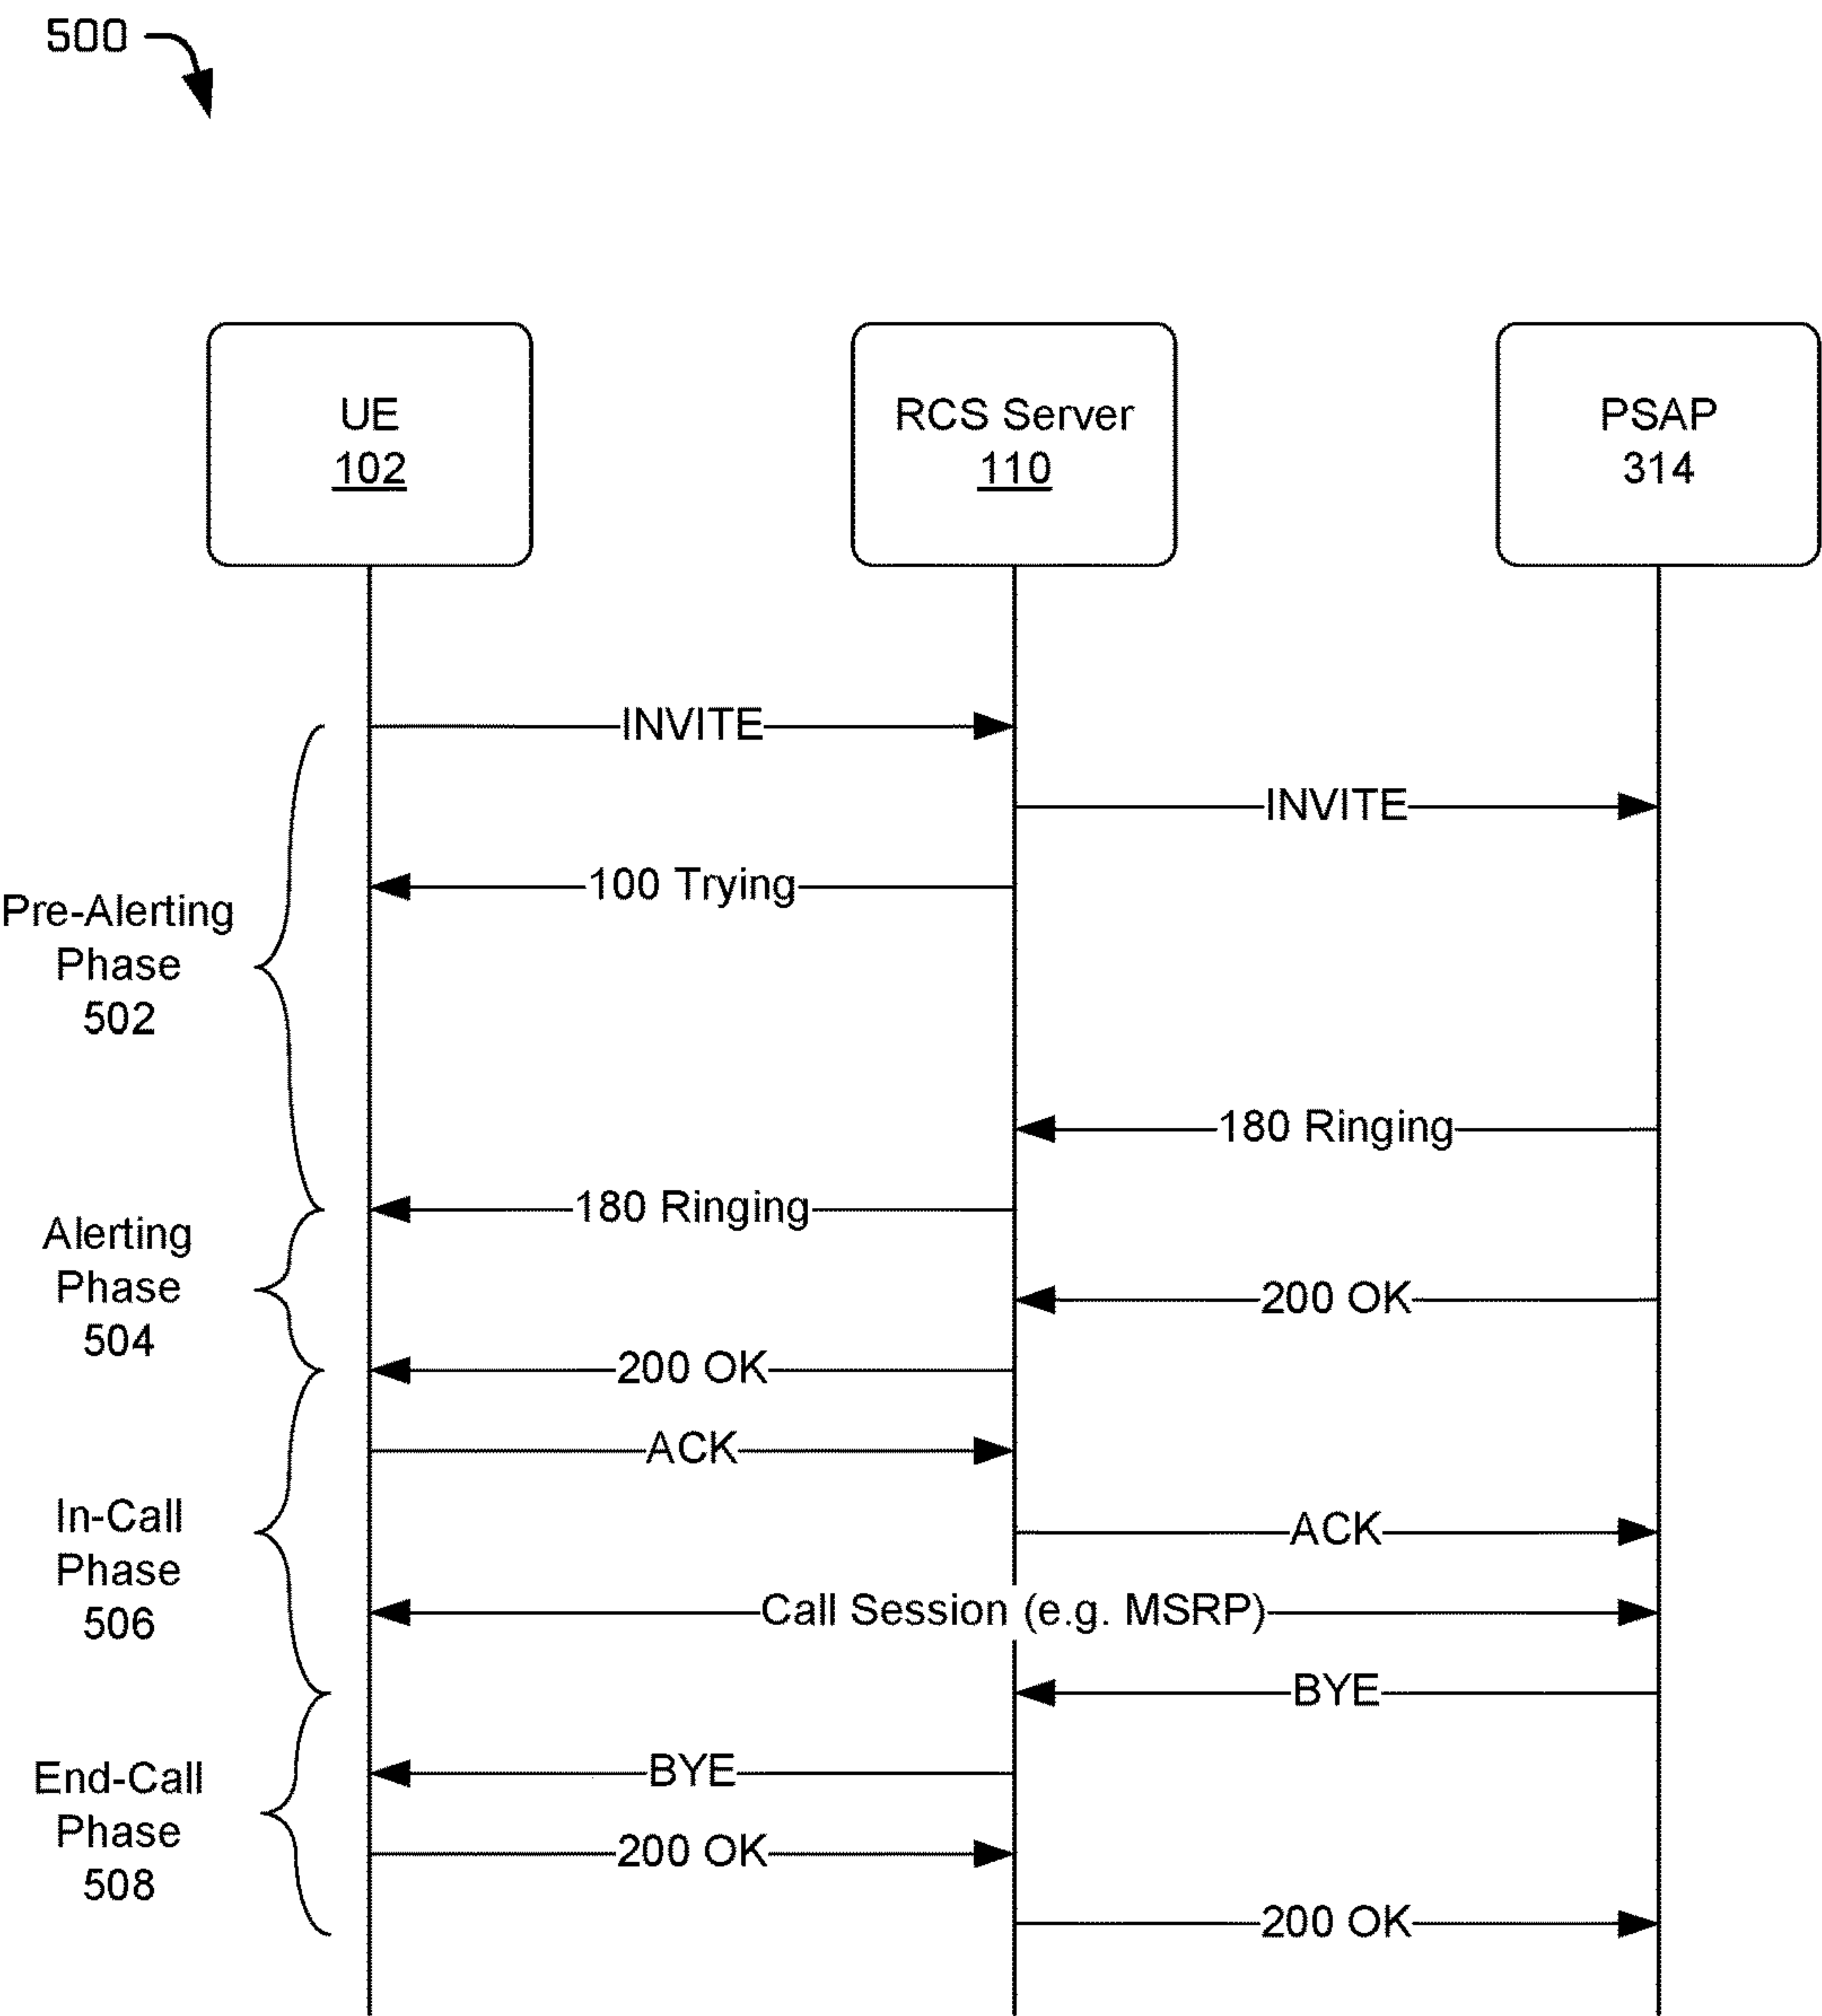 500
UE
102
RCS Server
110
PSAP
314
INVITE
INVITE
100 Trying
Pre-Alerting
Phase
502
180 Ringing
180 Ringing
Alerting
Phase
504
200 OK
200 OK
ACK
In-Call
Phase
506
ACK
Call Session (e.g. MSRP)
BYE
BYE
End-Call
Phase
508
200 OK
200 OK